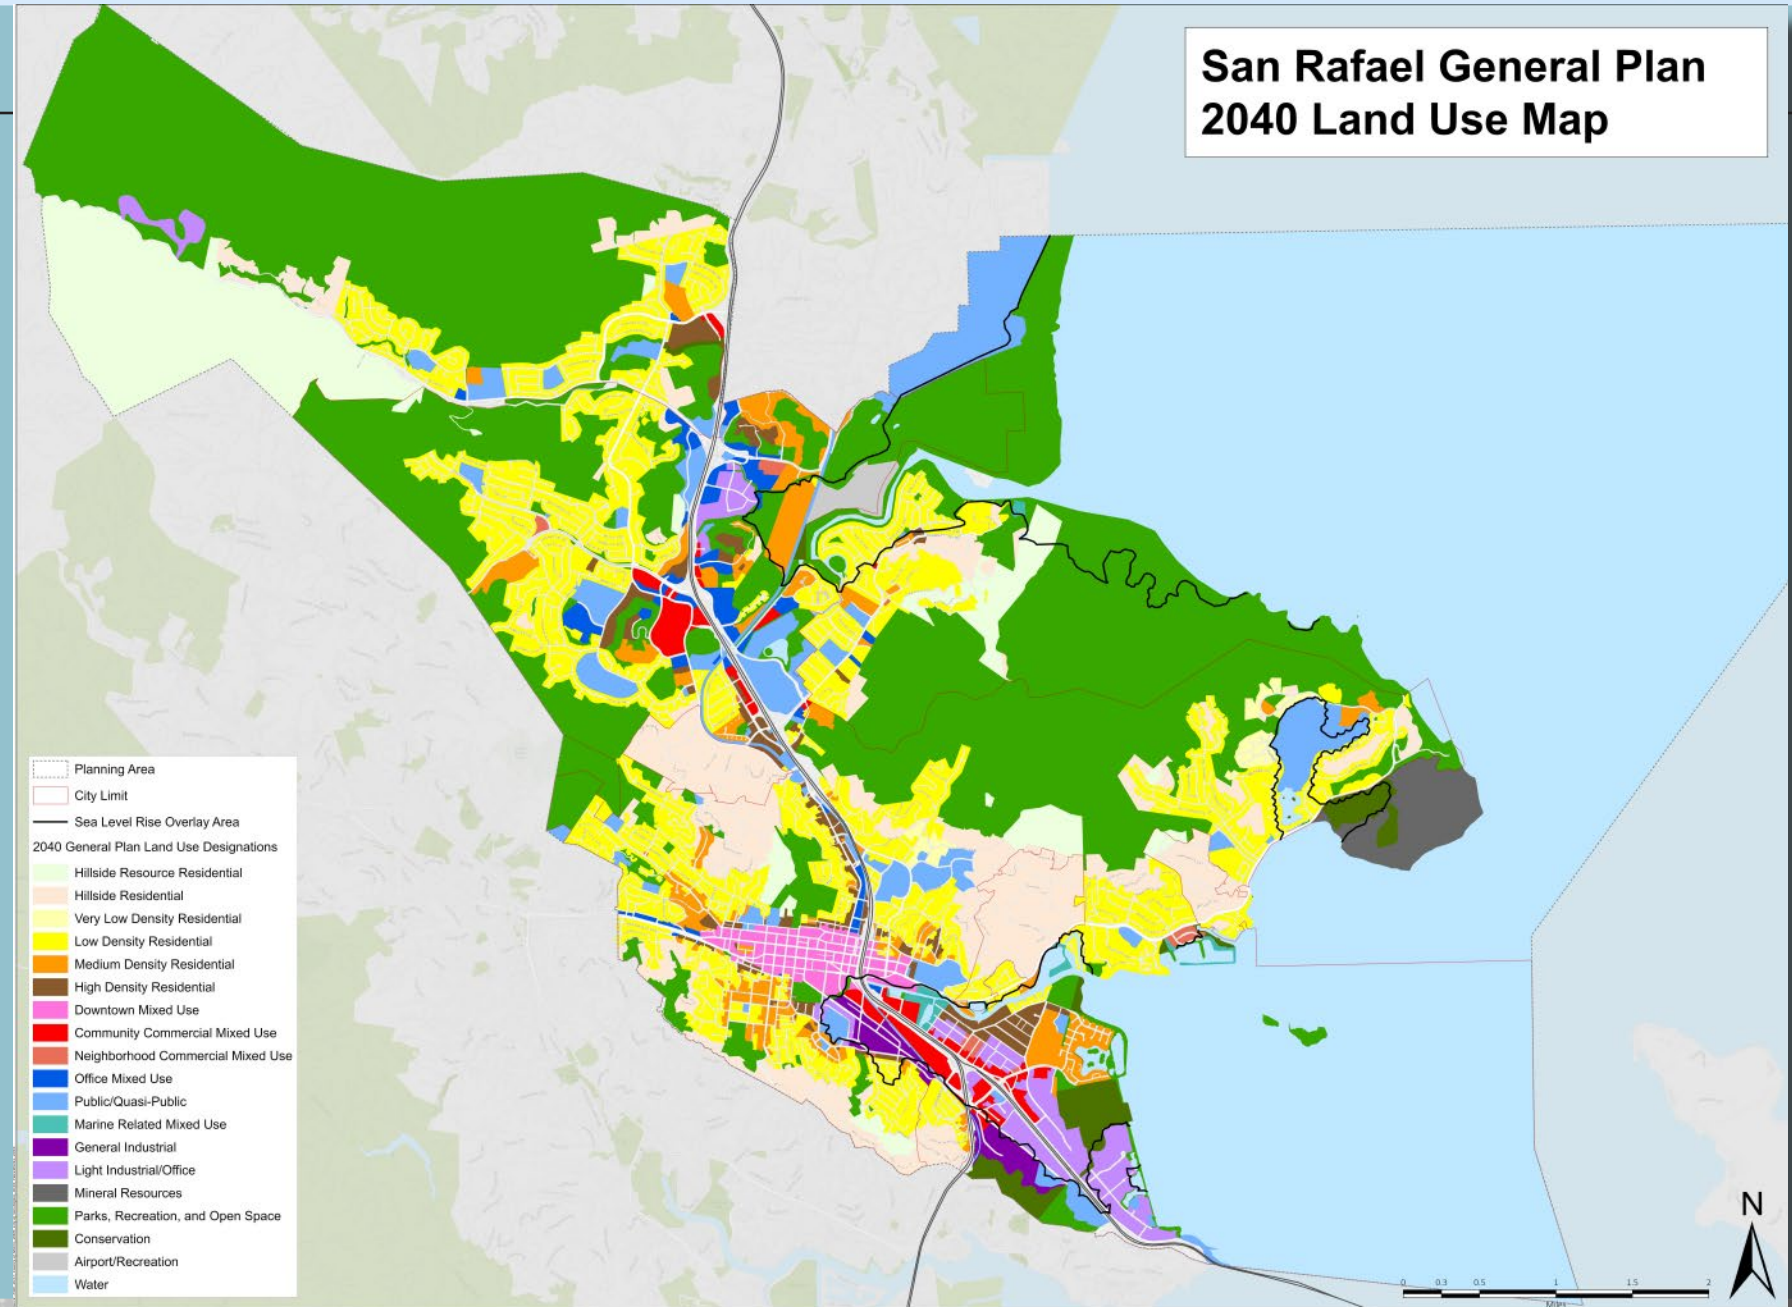 San Rafael General Plan
2040 Land Use Map
Planning Area
City Limit
Sea Level Rise Overlay Area
2040 General Plan Land Use Designations
Hillside Resource Residential
Hillside Residential
Very Low Density Residential
Low Density Residential
Medium Density Residential
High Density Residential
Downtown Mixed Use
Community Commercial Mixed Use
Neighborhood Commercial Mixed Use
Office Mixed Use
Public/Quasi-Public
Marine Related Mixed Use
General Industrial
Light Industrial/Office
Mineral Resources
Parks, Recreation, and Open Space
Conservation
Airport/Recreation
Water
N
0 0.3 0.5 1 1.5 2
Miles